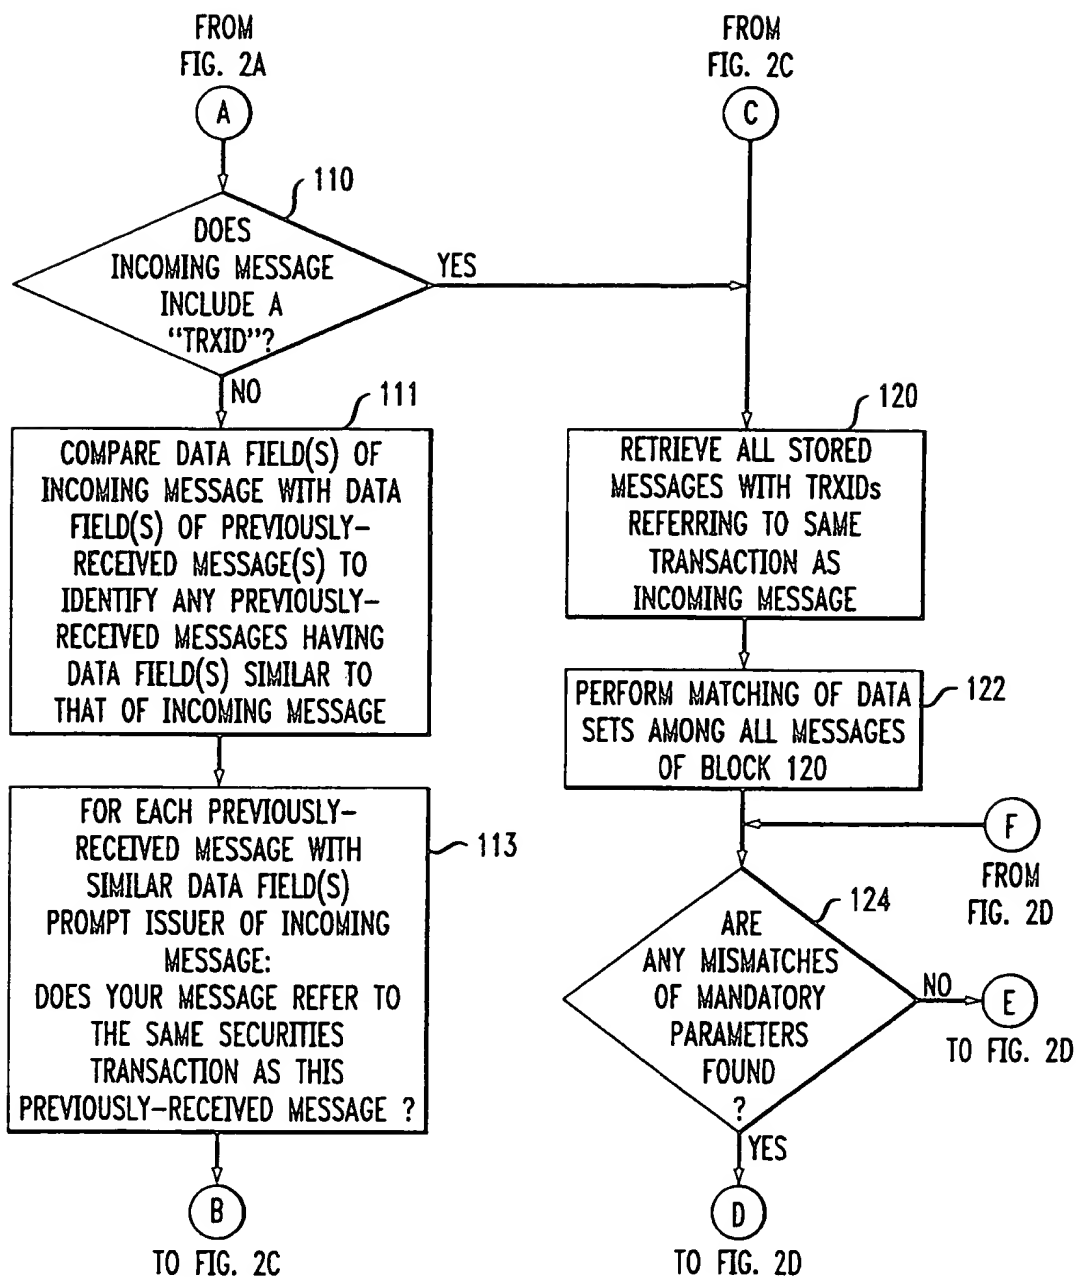 FROM
FIG. 2A
A
110
DOES
INCOMING MESSAGE
INCLUDE A
“TRXID”?
YES
NO
111
COMPARE DATA FIELD(S) OF
INCOMING MESSAGE WITH DATA
FIELD(S) OF PREVIOUSLY–
RECEIVED MESSAGE(S) TO
IDENTIFY ANY PREVIOUSLY–
RECEIVED MESSAGES HAVING
DATA FIELD(S) SIMILAR TO
THAT OF INCOMING MESSAGE
FOR EACH PREVIOUSLY–
RECEIVED MESSAGE WITH
SIMILAR DATA FIELD(S)
PROMPT ISSUER OF INCOMING
MESSAGE:
DOES YOUR MESSAGE REFER TO
THE SAME SECURITIES
TRANSACTION AS THIS
PREVIOUSLY–RECEIVED MESSAGE ?
113
B
TO FIG. 2C
FROM
FIG. 2C
C
120
RETRIEVE ALL STORED
MESSAGES WITH TRXIDs
REFERRING TO SAME
TRANSACTION AS
INCOMING MESSAGE
PERFORM MATCHING OF DATA
SETS AMONG ALL MESSAGES
OF BLOCK 120
122
F
FROM
FIG. 2D
124
ARE
ANY MISMATCHES
OF MANDATORY
PARAMETERS
FOUND
?
NO
E
TO FIG. 2D
YES
D
TO FIG. 2D